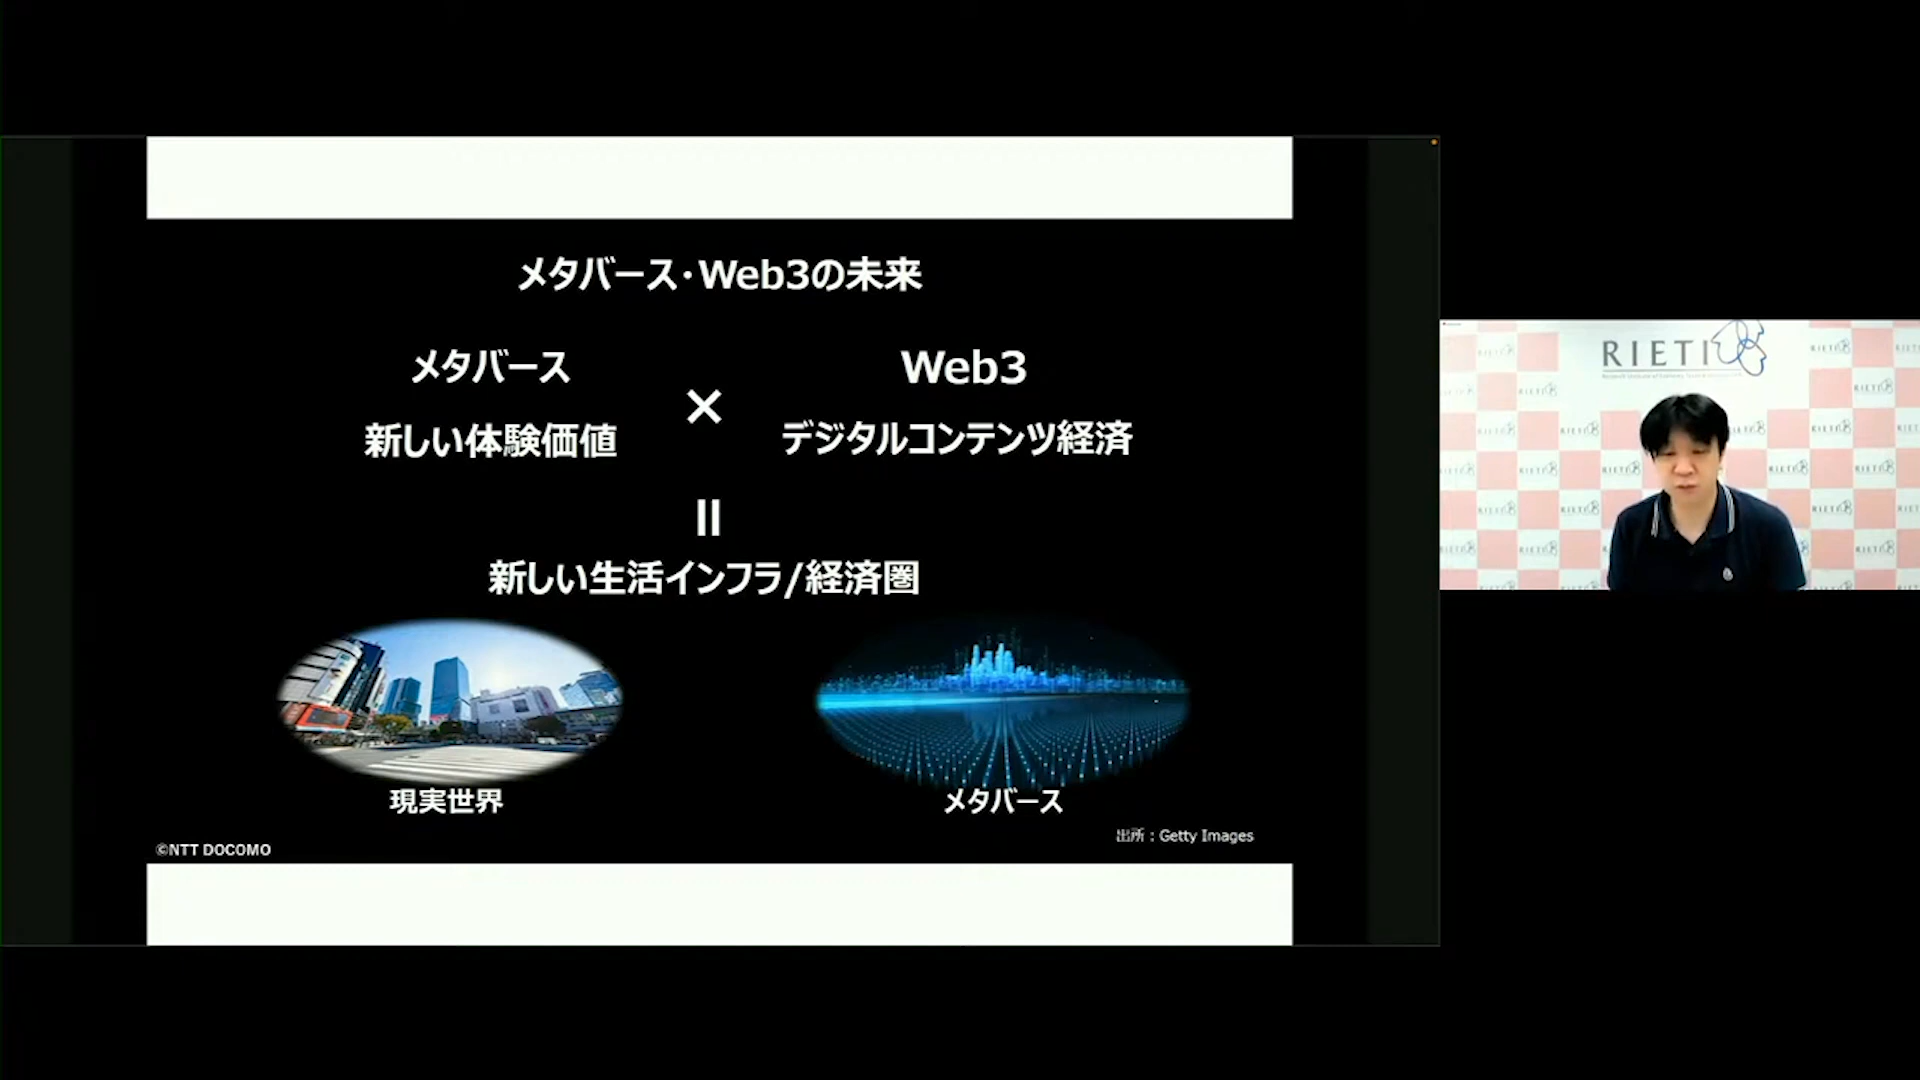 メタバース・Web3の未来
メタバース
×
Web3
新しい体験価値
デジタルコンテンツ経済
=
新しい生活インフラ/経済圏
現実世界
メタバース
出所:Getty Images
©NTT DOCOMO
RIETI